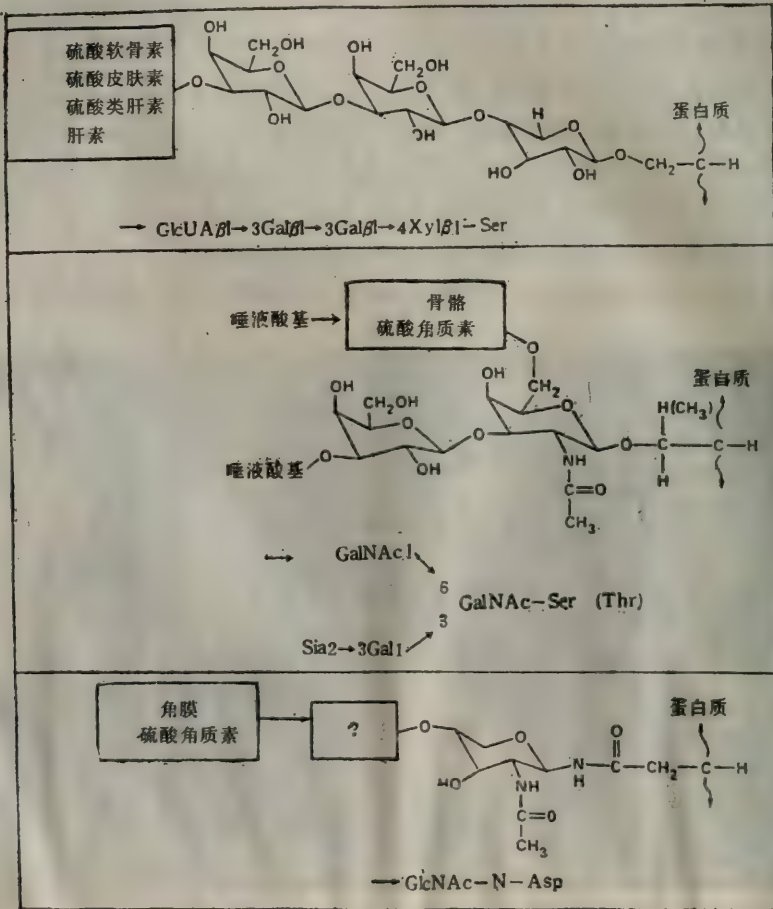 硫酸软骨素
硫酸皮肤素
硫酸类肝素
肝素
OH
CH₂OH
O
O
OH
O
OH
CH₂OH
O
OH
O
H
O
HO
OH
O—CH₂—C—H
蛋白质
→ GlcUAβ1→3Galβ1→3Galβ1→4Xylβ1—Ser
唾液酸基→
骨骼
硫酸角质素
O
CH₂
OH
CH₂OH
O
唾液酸基
O
OH
O
OH
O
NH
C=O
CH₃
O
H(CH₃)
H
C—H
蛋白质
→ GalNAc1
6
GalNAc—Ser (Thr)
3
Sia2→3Gal1
角膜
硫酸角质素
?
O
O
HO
NH
C=O
CH₃
N
H
O
C—CH₂—C—H
蛋白质
→GlcNAc—N—Asp